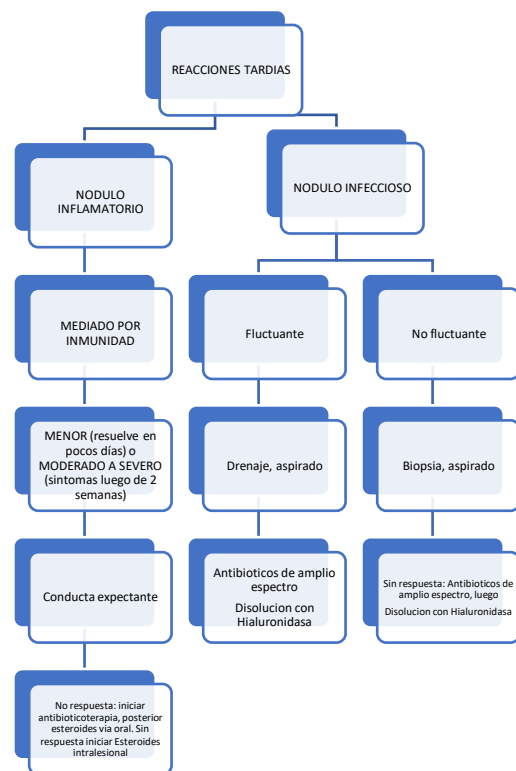 REACCIONES TARDIAS
NODULO
INFLAMATORIO
NODULO INFECCIOSO
MEDIADO POR
INMUNIDAD
Fluctuante
No fluctuante
MENOR (resuelve en
pocos días) o
MODERADO A SEVERO
(sintomas luego de 2
semanas)
Drenaje, aspirado
Biopsia, aspirado
Conducta expectante
Antibioticos de amplio
espectro
Disolucion con
Hialuronidasa
Sin respuesta: Antibioticos de
amplio espectro, luego
Disolucion con Hialuronidasa
No respuesta: iniciar
antibioticoterapia, posterior
esteroides via oral. Sin
respuesta iniciar Esteroides
intralesional